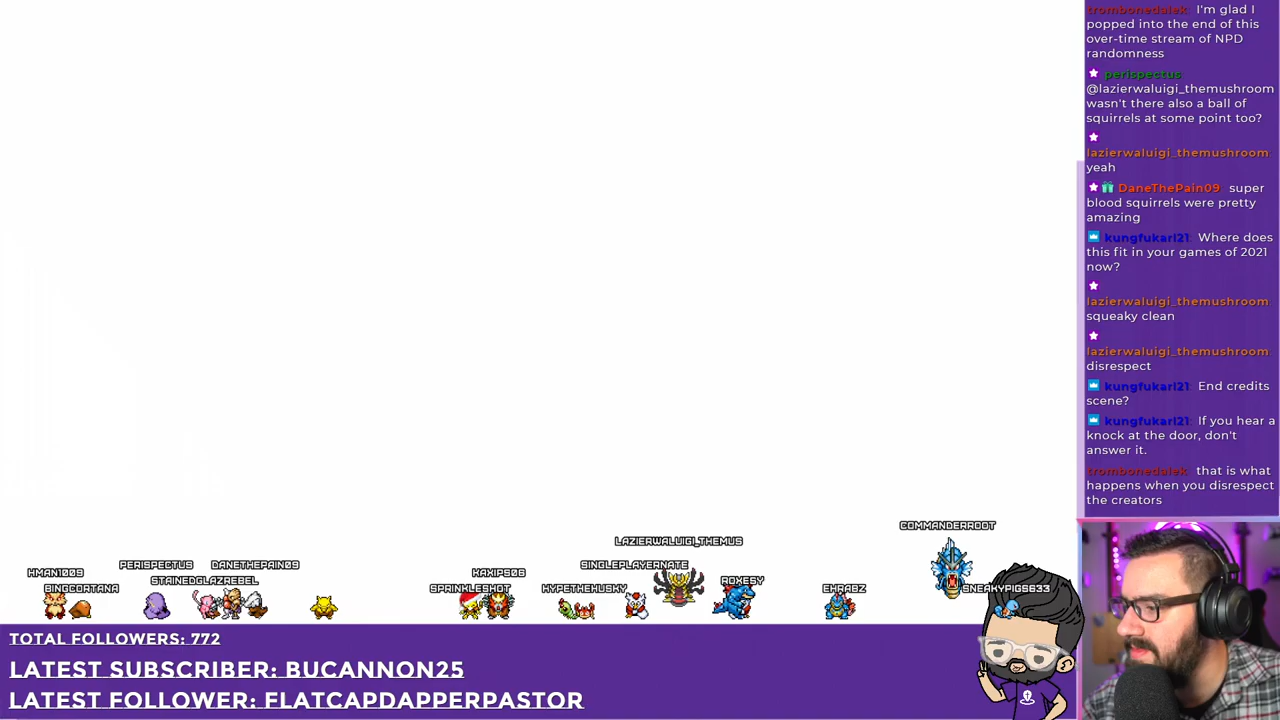 trombonedalek: I'm glad I
popped into the end of this
over-time stream of NPD
randomness
perispectus:
@lazierwaluigi_themushroom
wasn't there also a ball of
squirrels at some point too?
lazierwaluigi_themushroom:
yeah
DaneThePain09: super
blood squirrels were pretty
amazing
kungfukarl21: Where does
this fit in your games of 2021
now?
lazierwaluigi_themushroom:
squeaky clean
lazierwaluigi_themushroom:
disrespect
kungfukarl21: End credits
scene?
kungfukarl21: If you hear a
knock at the door, don't
answer it.
trombonedalek: that is what
happens when you disrespect
the creators
COMMANDERROOT
LAZIERWALUIGI_THEMUS
HMAN1009
PERISPECTUS
DANETHEPAIN09
KAXIPS06
SINGLEPLAYERNATE
BINGCORTANA
STAINEDGLAZREBEL
SPRINKLESHOT
HYPETHEHUSKY
ROXESY
EHRABZ
SNEAKYPIGS633
TOTAL FOLLOWERS: 772
LATEST SUBSCRIBER: BUCANNON25
LATEST FOLLOWER: FLATCAPDAPPERPASTOR